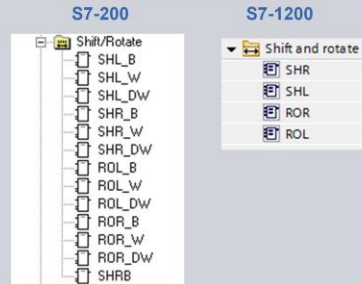 S7-200
Shift/Rotate
SHL_B
SHL_W
SHL_DW
SHR_B
SHR_W
SHR_DW
ROL_B
ROL_W
ROL_DW
ROR_B
ROR_W
ROR_DW
SHRB
S7-1200
Shift and rotate
SHR
SHL
ROR
ROL